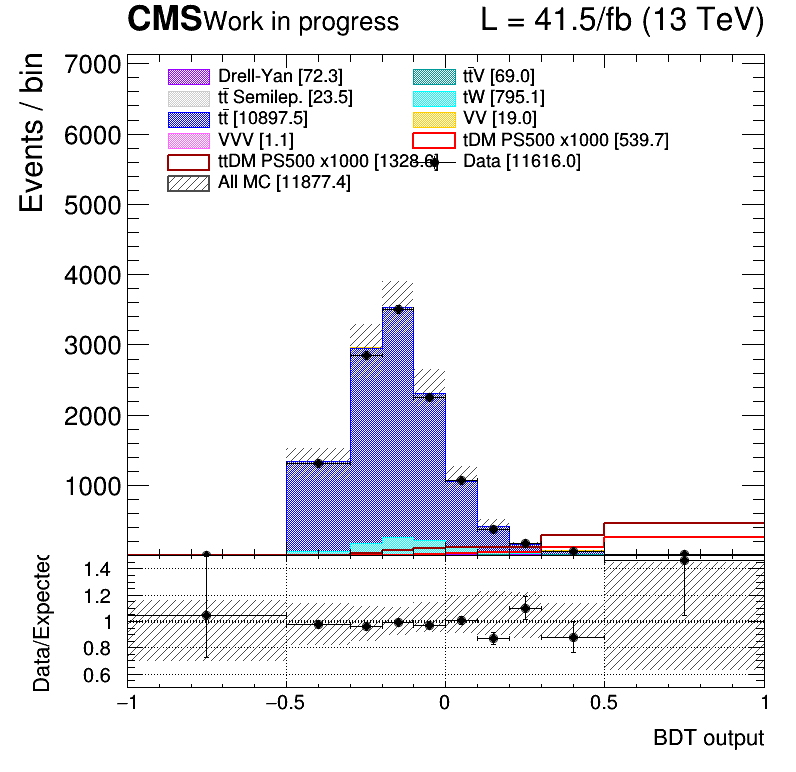 CMS Work in progress L = 41.5/fb (13 TeV)
Events / bin
7000
6000
5000
4000
3000
2000
1000
Drell-Yan [72.3] tt̄V [69.0]
tt̄ Semilep. [23.5] tW [795.1]
tt̄ [10897.5] VV [19.0]
VVV [1.1] tDM PS500 x1000 [539.7]
ttDM PS500 x1000 [1328.6] Data [11616.0]
All MC [11877.4]
Data/Expected
1.4
1.2
1
0.8
0.6
−1 −0.5 0 0.5 1
BDT output